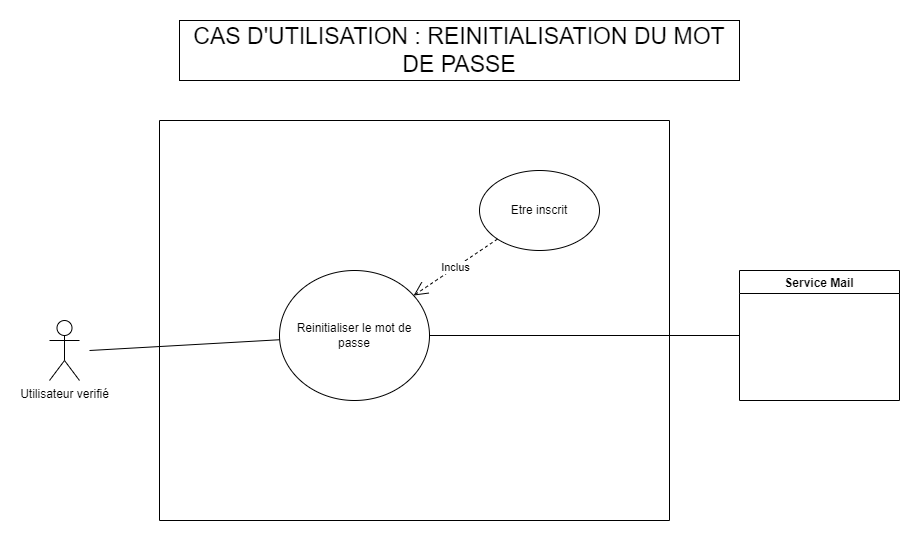 CAS D'UTILISATION : REINITIALISATION DU MOT
DE PASSE
Etre inscrit
Inclus
Service Mail
Reinitialiser le mot de
passe
Utilisateur verifié